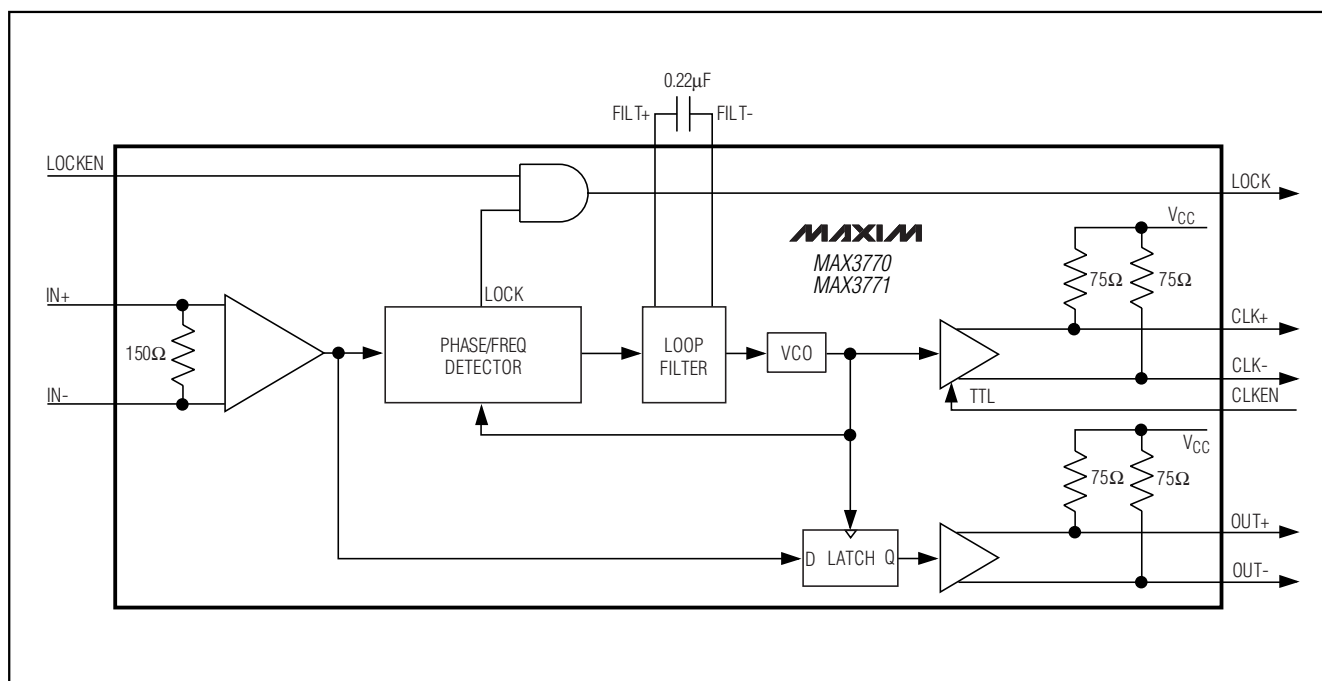 0.22μF
FILT+ FILT-
LOCKEN
LOCK
VCC
MAXIM
MAX3770
MAX3771
75Ω 75Ω
IN+
LOCK
CLK+
150Ω
PHASE/FREQ
DETECTOR
LOOP
FILTER
VCO
CLK-
IN-
TTL
CLKEN
VCC
75Ω 75Ω
OUT+
D LATCH Q
OUT-